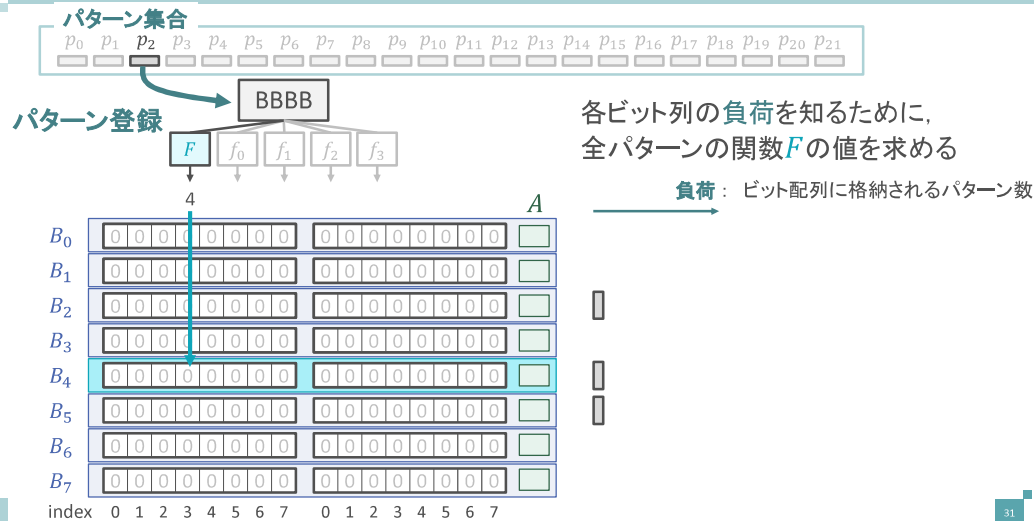 パターン集合
p0 p1 p2 p3 p4 p5 p6 p7 p8 p9 p10 p11 p12 p13 p14 p15 p16 p17 p18 p19 p20 p21
BBBB
パターン登録
F f0 f1 f2 f3
4
各ビット列の負荷を知るために,
全パターンの関数Fの値を求める
負荷： ビット配列に格納されるパターン数
A
B0 0 0 0 0 0 0 0 0 0 0 0 0 0 0 0 0
B1 0 0 0 0 0 0 0 0 0 0 0 0 0 0 0 0
B2 0 0 0 0 0 0 0 0 0 0 0 0 0 0 0 0
B3 0 0 0 0 0 0 0 0 0 0 0 0 0 0 0 0
B4 0 0 0 0 0 0 0 0 0 0 0 0 0 0 0 0
B5 0 0 0 0 0 0 0 0 0 0 0 0 0 0 0 0
B6 0 0 0 0 0 0 0 0 0 0 0 0 0 0 0 0
B7 0 0 0 0 0 0 0 0 0 0 0 0 0 0 0 0
index 0 1 2 3 4 5 6 7 0 1 2 3 4 5 6 7
31